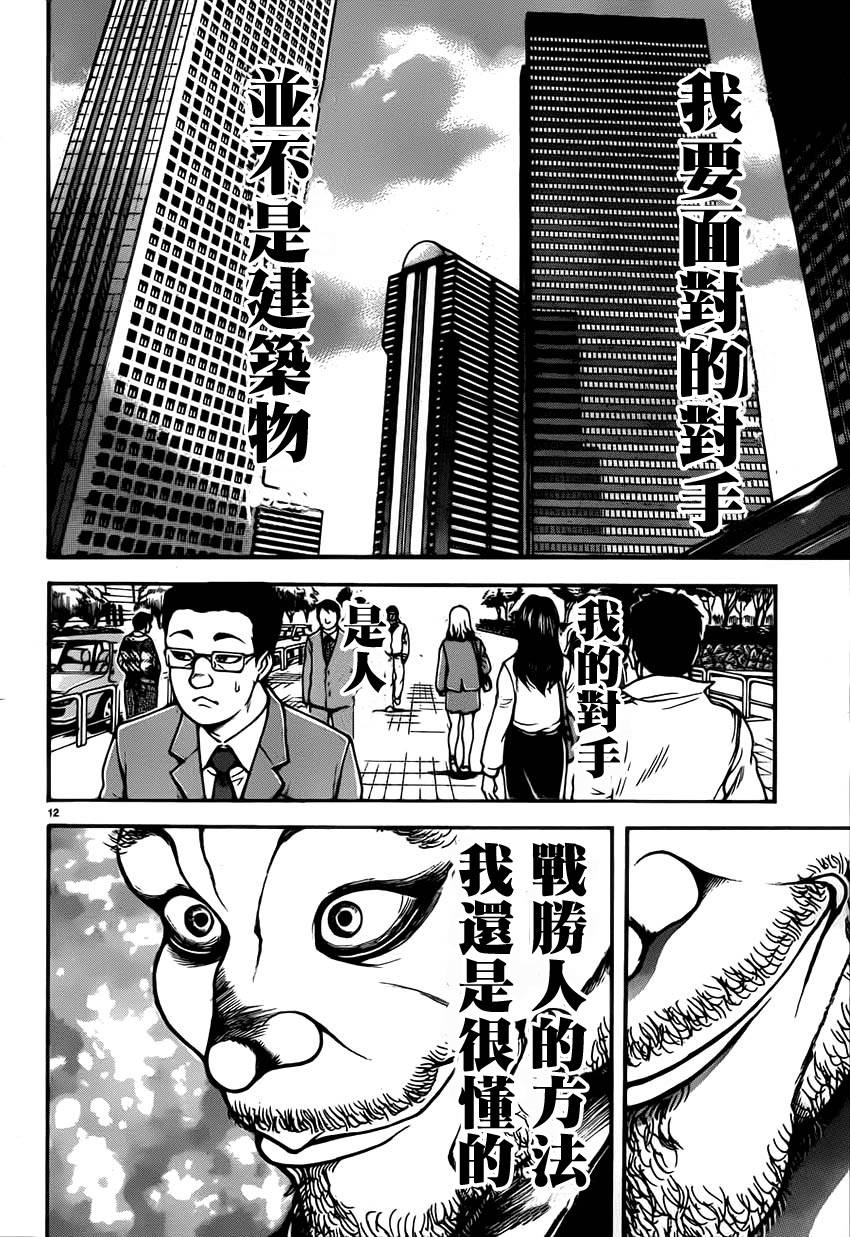 我要面對的對手
並不是建築物
我的對手
是人
12
戰勝人的方法
我還是很懂的